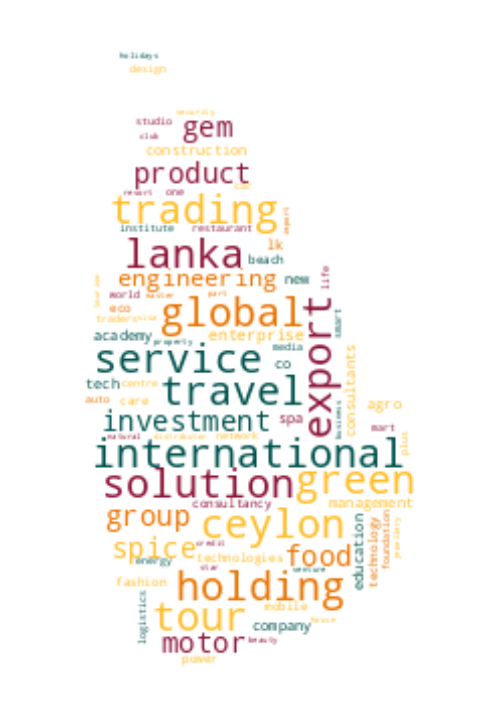 holidays
design
security
studio gem
club
construction
product
resort one
trading
institute restaurant
export
lanka lk
beach
engineering new life
world master part
eco global
traders smart
academy property enterprise
service media
co
tech centre travel export consultants
auto care agro
investment spa business mart
natural distributor network plus
international
solution green
consultancy management
group ceylon
spice credit education technology foundation jewellery
energy technologies food
star venture
fashion holding
logistics tour mobile
house
company
motor beauty
power